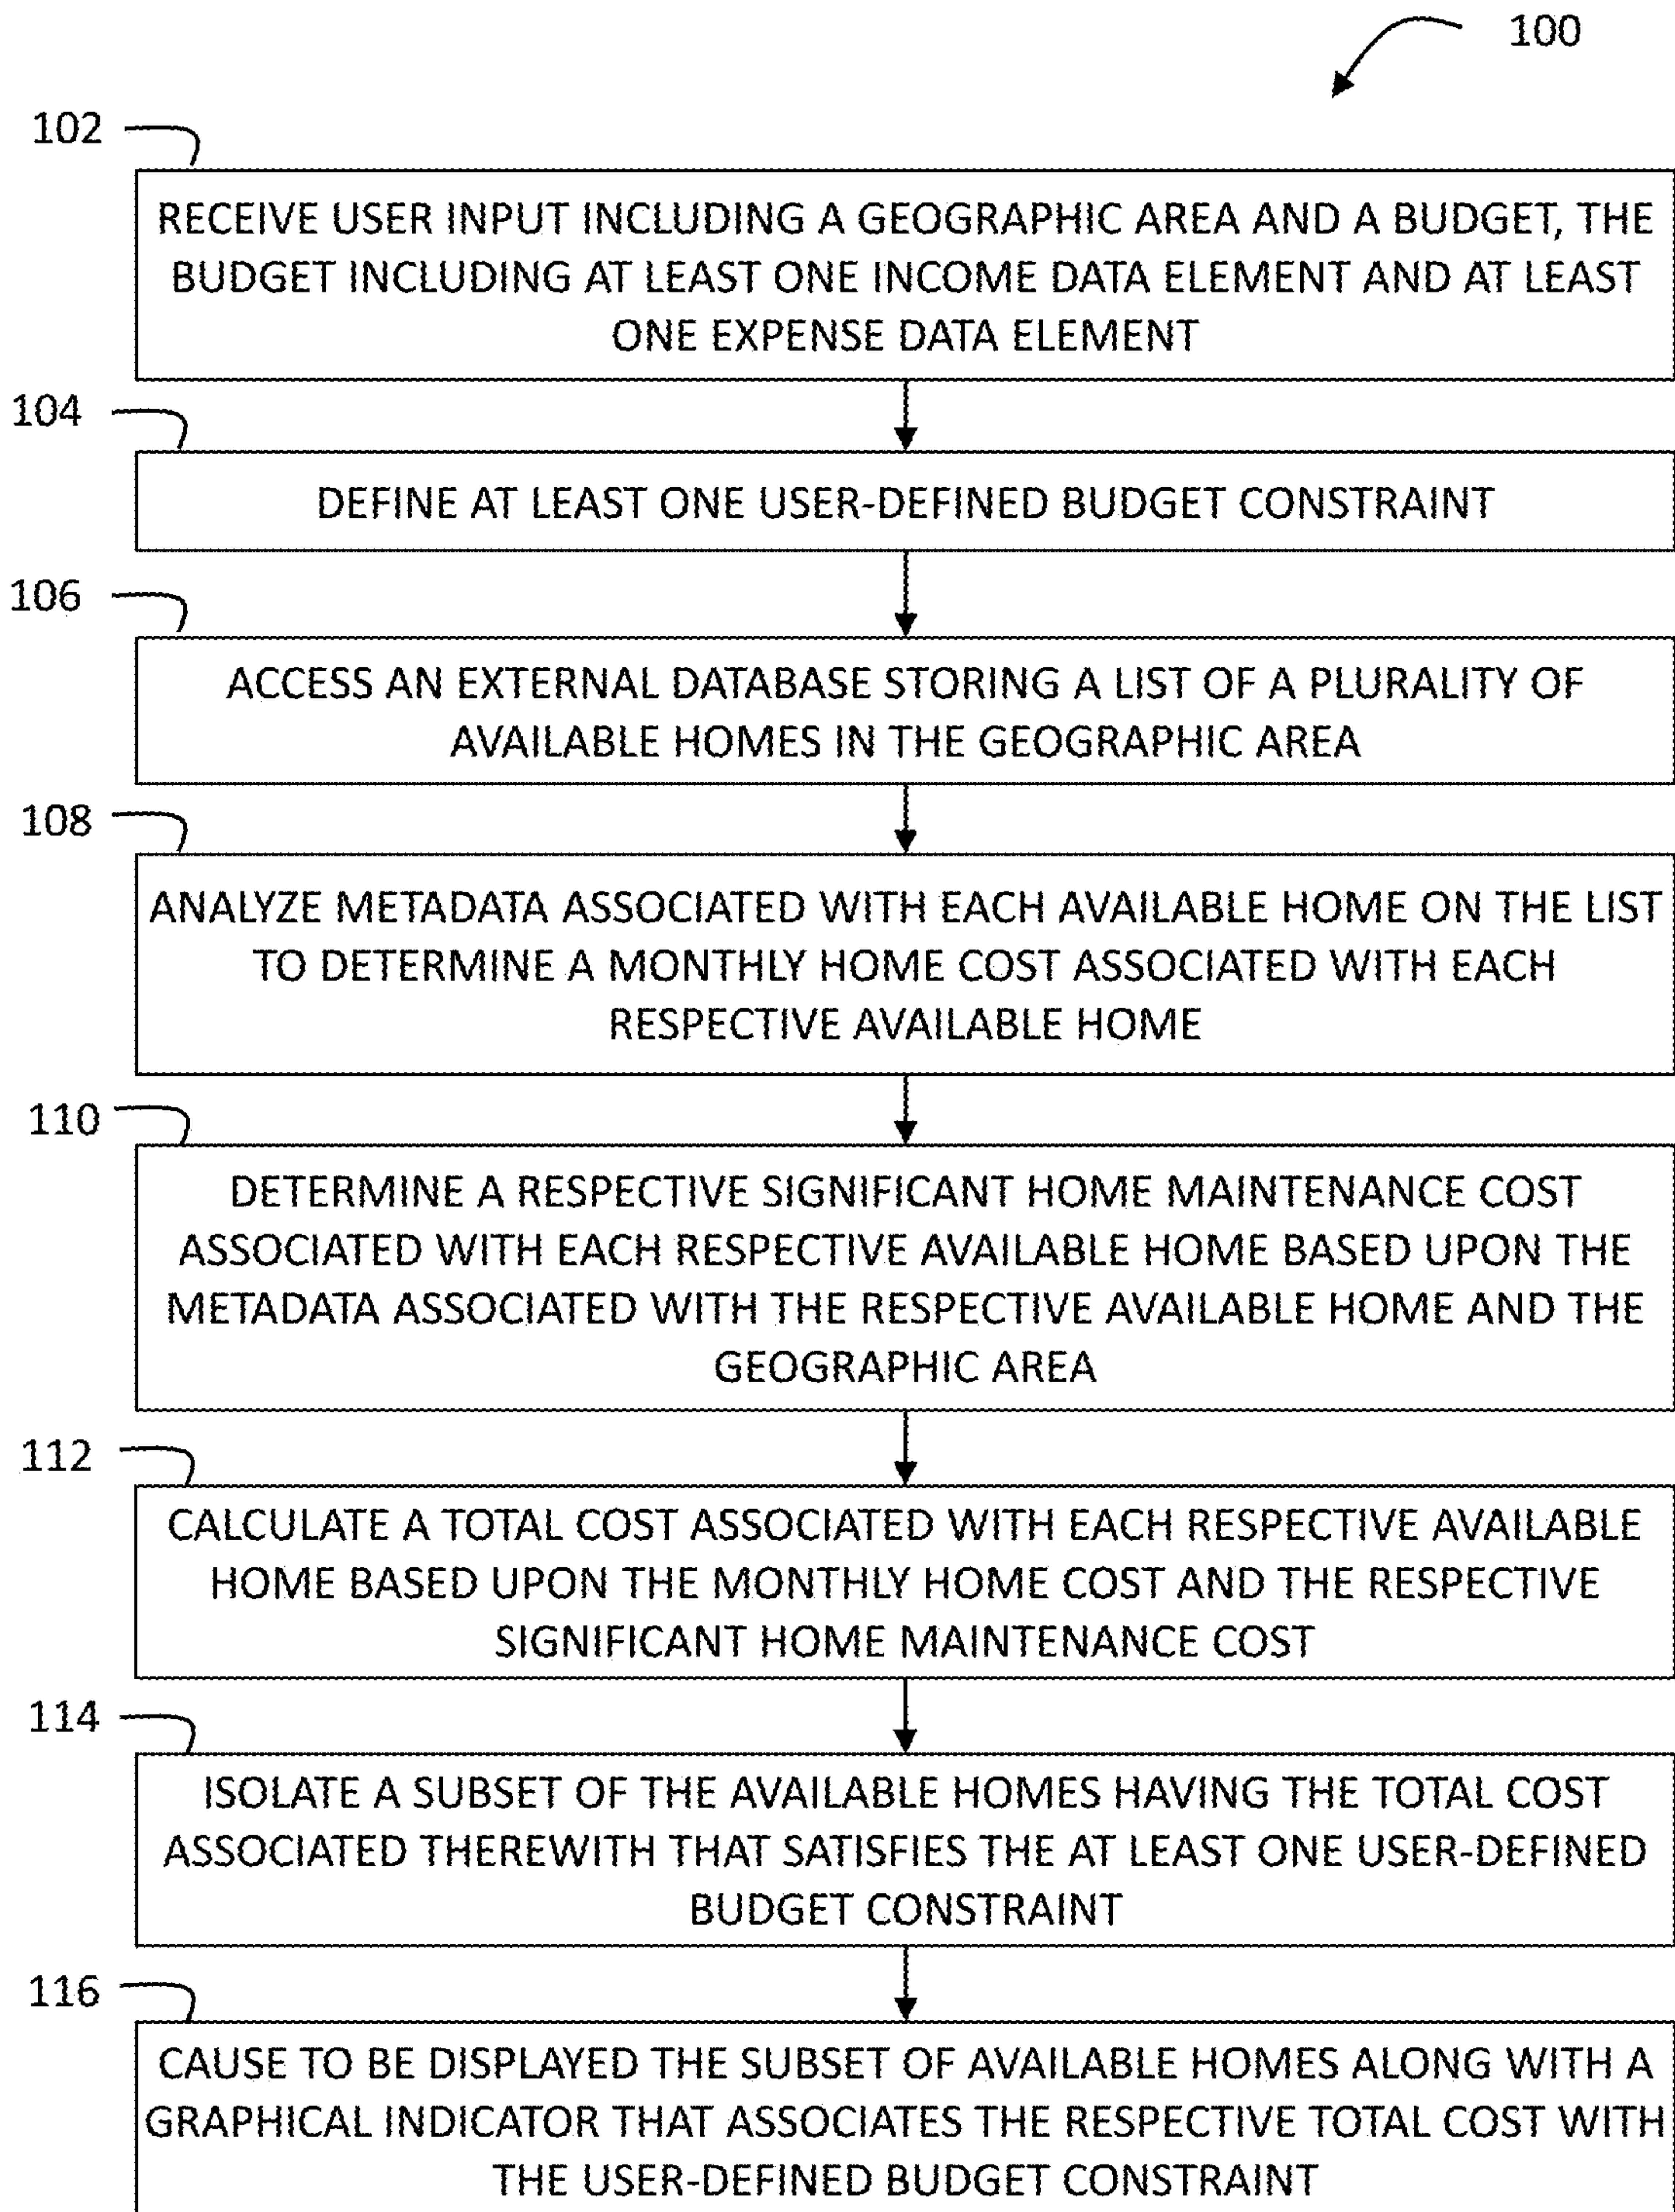 100
102
RECEIVE USER INPUT INCLUDING A GEOGRAPHIC AREA AND A BUDGET, THE
BUDGET INCLUDING AT LEAST ONE INCOME DATA ELEMENT AND AT LEAST
ONE EXPENSE DATA ELEMENT
104
DEFINE AT LEAST ONE USER-DEFINED BUDGET CONSTRAINT
106
ACCESS AN EXTERNAL DATABASE STORING A LIST OF A PLURALITY OF
AVAILABLE HOMES IN THE GEOGRAPHIC AREA
108
ANALYZE METADATA ASSOCIATED WITH EACH AVAILABLE HOME ON THE LIST
TO DETERMINE A MONTHLY HOME COST ASSOCIATED WITH EACH
RESPECTIVE AVAILABLE HOME
110
DETERMINE A RESPECTIVE SIGNIFICANT HOME MAINTENANCE COST
ASSOCIATED WITH EACH RESPECTIVE AVAILABLE HOME BASED UPON THE
METADATA ASSOCIATED WITH THE RESPECTIVE AVAILABLE HOME AND THE
GEOGRAPHIC AREA
112
CALCULATE A TOTAL COST ASSOCIATED WITH EACH RESPECTIVE AVAILABLE
HOME BASED UPON THE MONTHLY HOME COST AND THE RESPECTIVE
SIGNIFICANT HOME MAINTENANCE COST
114
ISOLATE A SUBSET OF THE AVAILABLE HOMES HAVING THE TOTAL COST
ASSOCIATED THEREWITH THAT SATISFIES THE AT LEAST ONE USER-DEFINED
BUDGET CONSTRAINT
116
CAUSE TO BE DISPLAYED THE SUBSET OF AVAILABLE HOMES ALONG WITH A
GRAPHICAL INDICATOR THAT ASSOCIATES THE RESPECTIVE TOTAL COST WITH
THE USER-DEFINED BUDGET CONSTRAINT